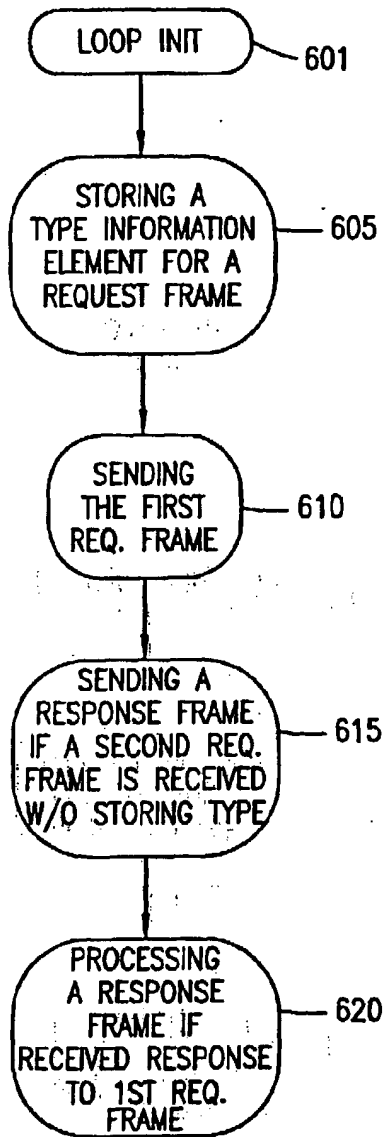 LOOP INIT
601
STORING A
TYPE INFORMATION
ELEMENT FOR A
REQUEST FRAME
605
SENDING
THE FIRST
REQ. FRAME
610
SENDING A
RESPONSE FRAME
IF A SECOND REQ.
FRAME IS RECEIVED
W/O STORING TYPE
615
PROCESSING
A RESPONSE
FRAME IF
RECEIVED RESPONSE
TO 1ST REQ.
FRAME
620